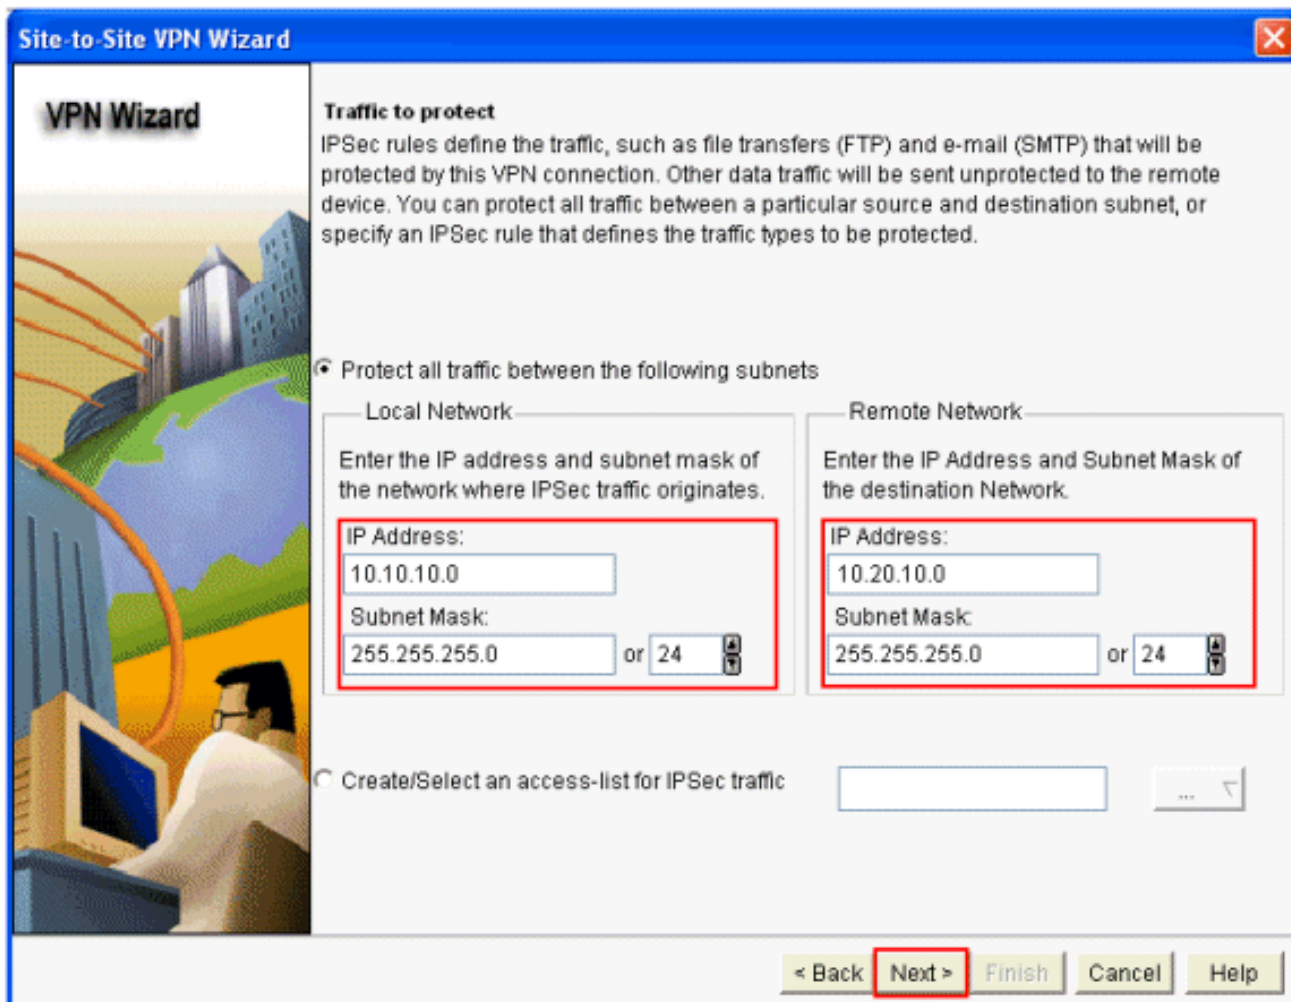 Site-to-Site VPN Wizard
VPN Wizard
Traffic to protect
IPSec rules define the traffic, such as file transfers (FTP) and e-mail (SMTP) that will be
protected by this VPN connection. Other data traffic will be sent unprotected to the remote
device. You can protect all traffic between a particular source and destination subnet, or
specify an IPSec rule that defines the traffic types to be protected.
Protect all traffic between the following subnets
Local Network
Enter the IP address and subnet mask of
the network where IPSec traffic originates.
IP Address:
10.10.10.0
Subnet Mask:
255.255.255.0 or 24
Remote Network
Enter the IP Address and Subnet Mask of
the destination Network.
IP Address:
10.20.10.0
Subnet Mask:
255.255.255.0 or 24
Create/Select an access-list for IPSec traffic
...
< Back Next > Finish Cancel Help